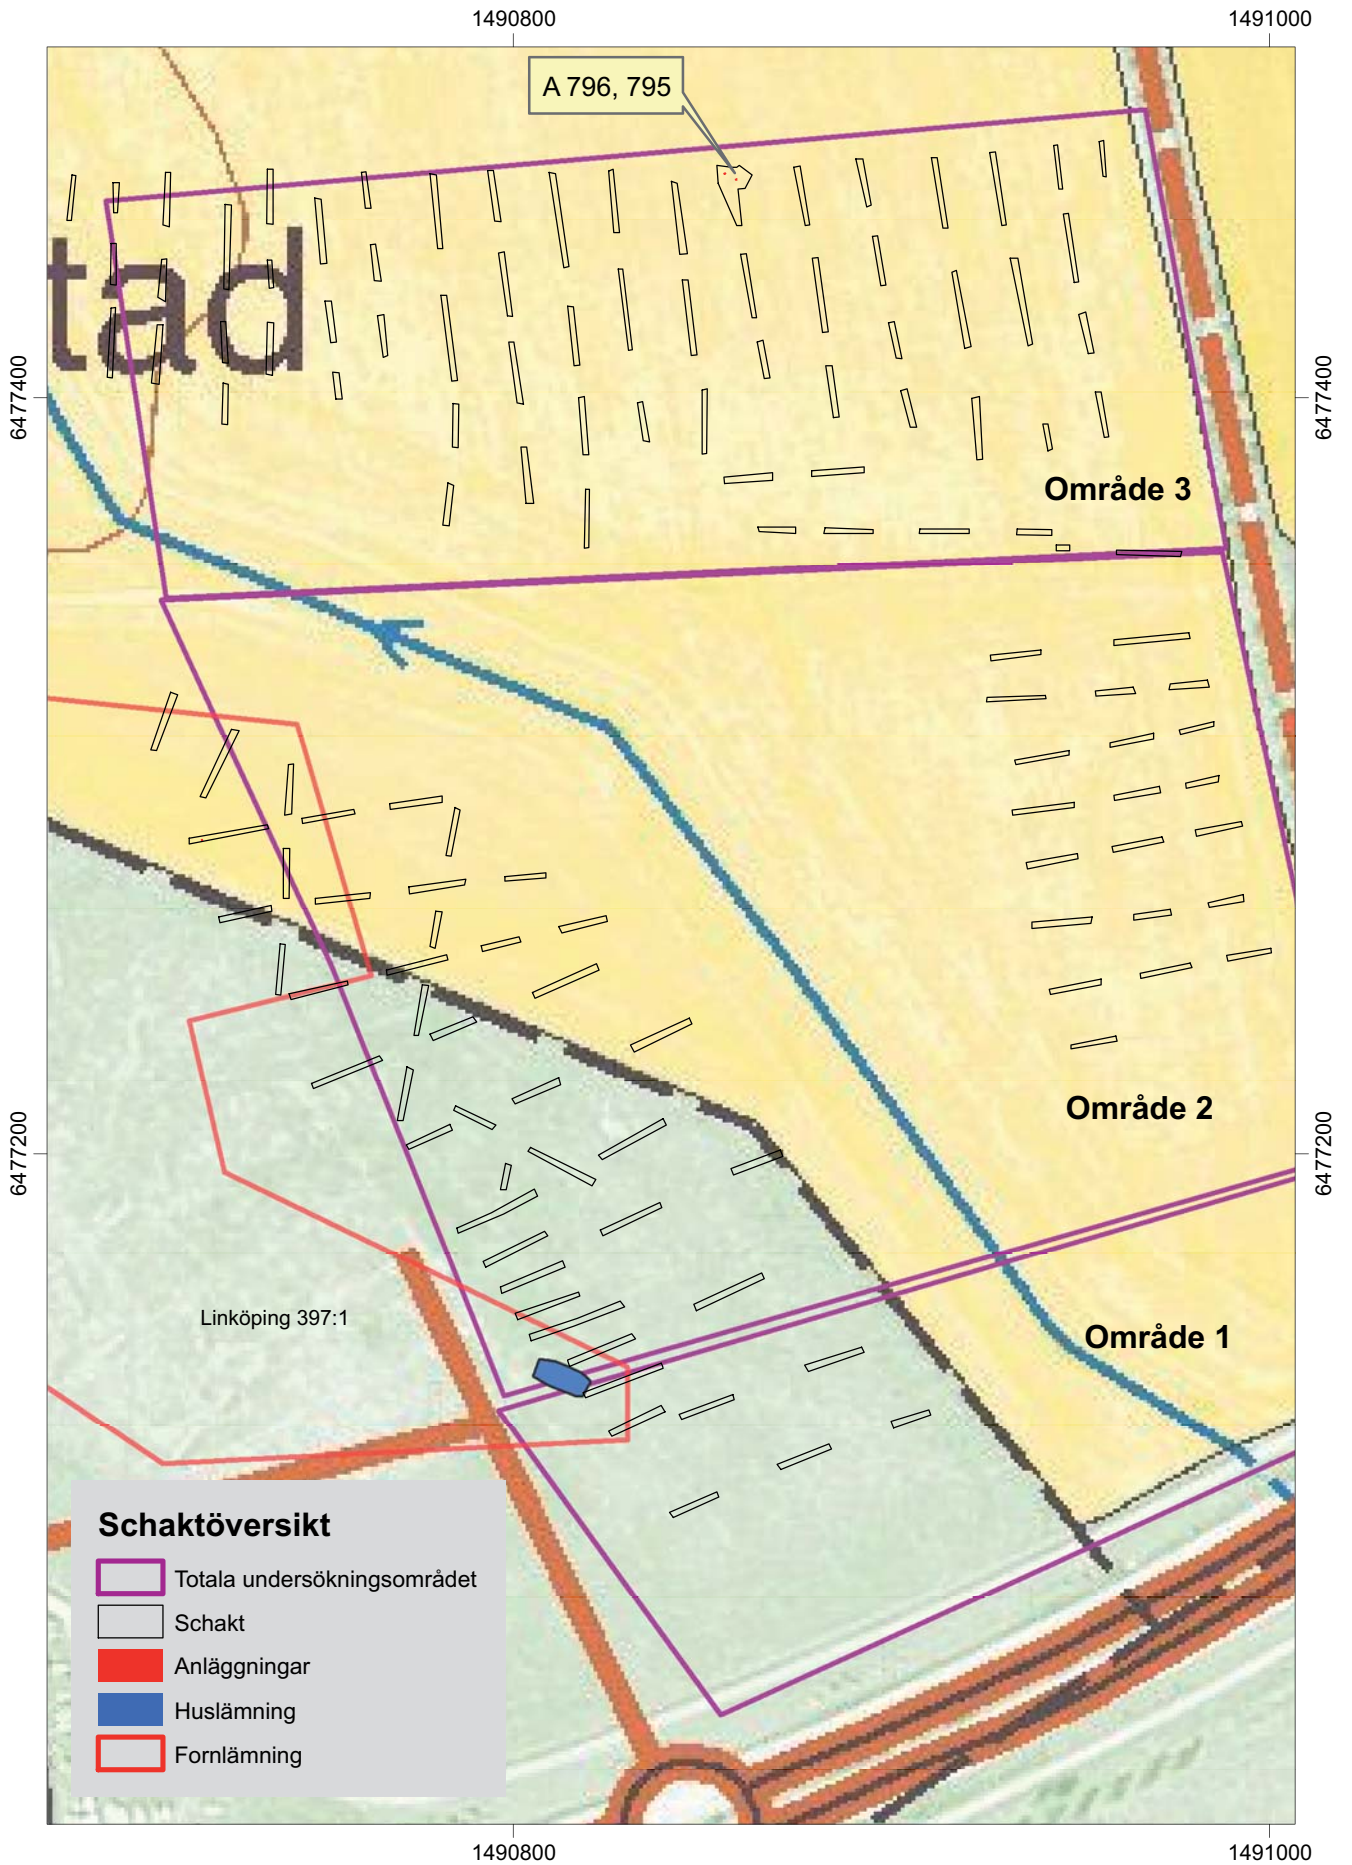 1490800
1491000
A 796, 795
tad
6477400
6477400
Område 3
Område 2
6477200
6477200
Linköping 397:1
Område 1
Schaktöversikt
Totala undersökningsområdet
Schakt
Anläggningar
Huslämning
Fornlämning
1490800
1491000